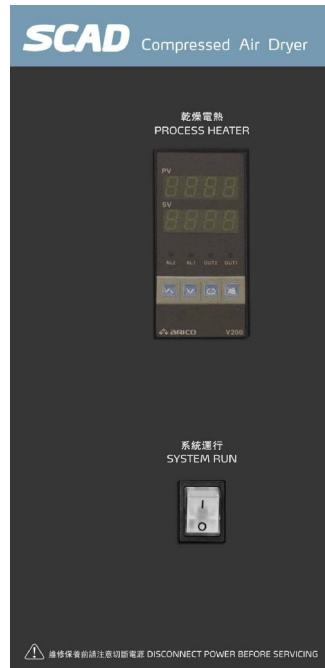 SCAD Compressed Air Dryer
乾燥電熱
PROCESS HEATER
PV
8888
SV
8888
AL2 AL1 OUT2 OUT1
BRICO V200
系統運行
SYSTEM RUN
I
O
維修保養前請注意切斷電源 DISCONNECT POWER BEFORE SERVICING